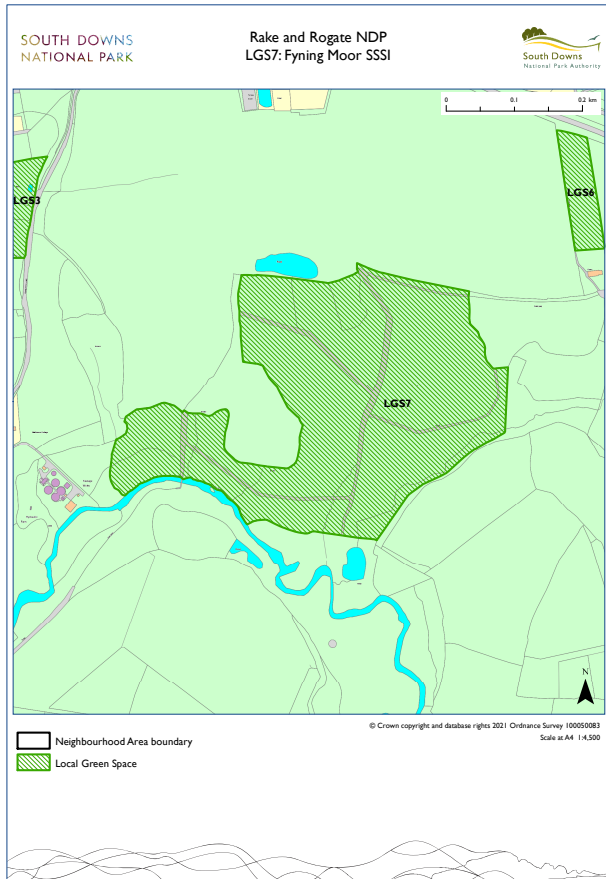 SOUTH DOWNS
NATIONAL PARK
Rake and Rogate NDP
LGS7: Fyning Moor SSSI
South Downs
National Park Authority
0 0.1 0.2 km
LGS3
LGS6
LGS7
N
© Crown copyright and database rights 2021 Ordnance Survey 100050083
Scale at A4 1:4,500
Neighbourhood Area boundary
Local Green Space